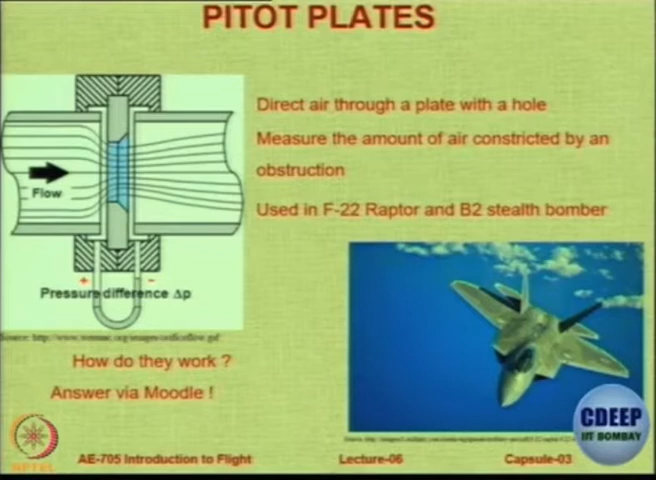 PITOT PLATES
Direct air through a plate with a hole
Measure the amount of air constricted by an
obstruction
Used in F-22 Raptor and B2 stealth bomber
Flow
+ -
Pressure difference Δp
How do they work ?
Answer via Moodle !
CDEEP
IIT BOMBAY
NPTEL
AE-705 Introduction to Flight
Lecture-06
Capsule-03